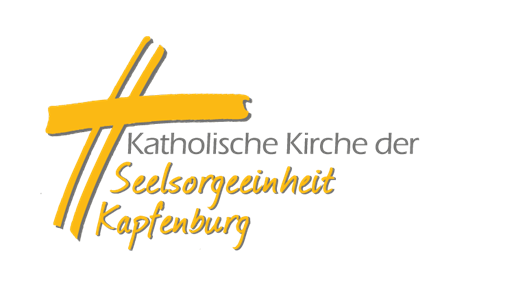 Katholische Kirche der
Seelsorgeeinheit
Kapfenburg